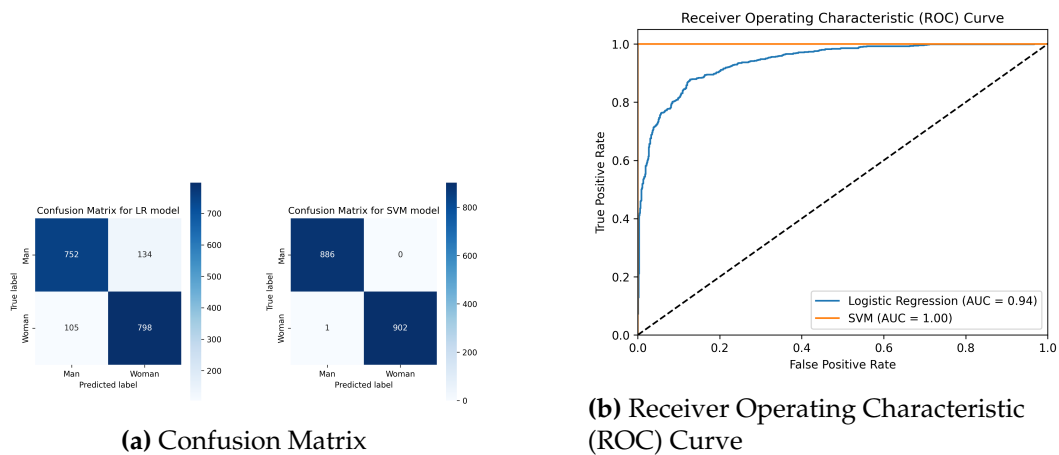 Confusion Matrix for LR model
Man
Woman
True label
752 134
105 798
Man Woman
Predicted label
700
600
500
400
300
200
Confusion Matrix for SVM model
Man
Woman
True label
886 0
1 902
Man Woman
Predicted label
800
600
400
200
0
(a) Confusion Matrix
Receiver Operating Characteristic (ROC) Curve
True Positive Rate
1.0
0.8
0.6
0.4
0.2
0.0
Logistic Regression (AUC = 0.94)
SVM (AUC = 1.00)
0.0 0.2 0.4 0.6 0.8 1.0
False Positive Rate
(b) Receiver Operating Characteristic
(ROC) Curve